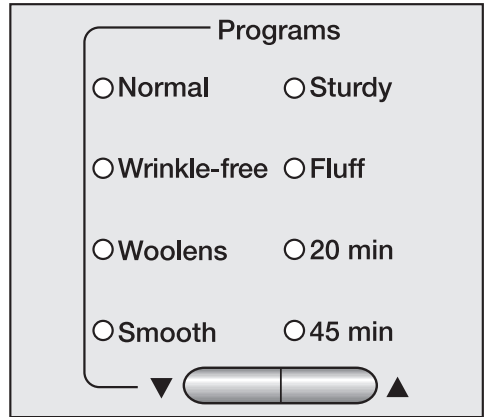 Programs
Normal
Sturdy
Wrinkle-free
Fluff
Woolens
20 min
Smooth
45 min